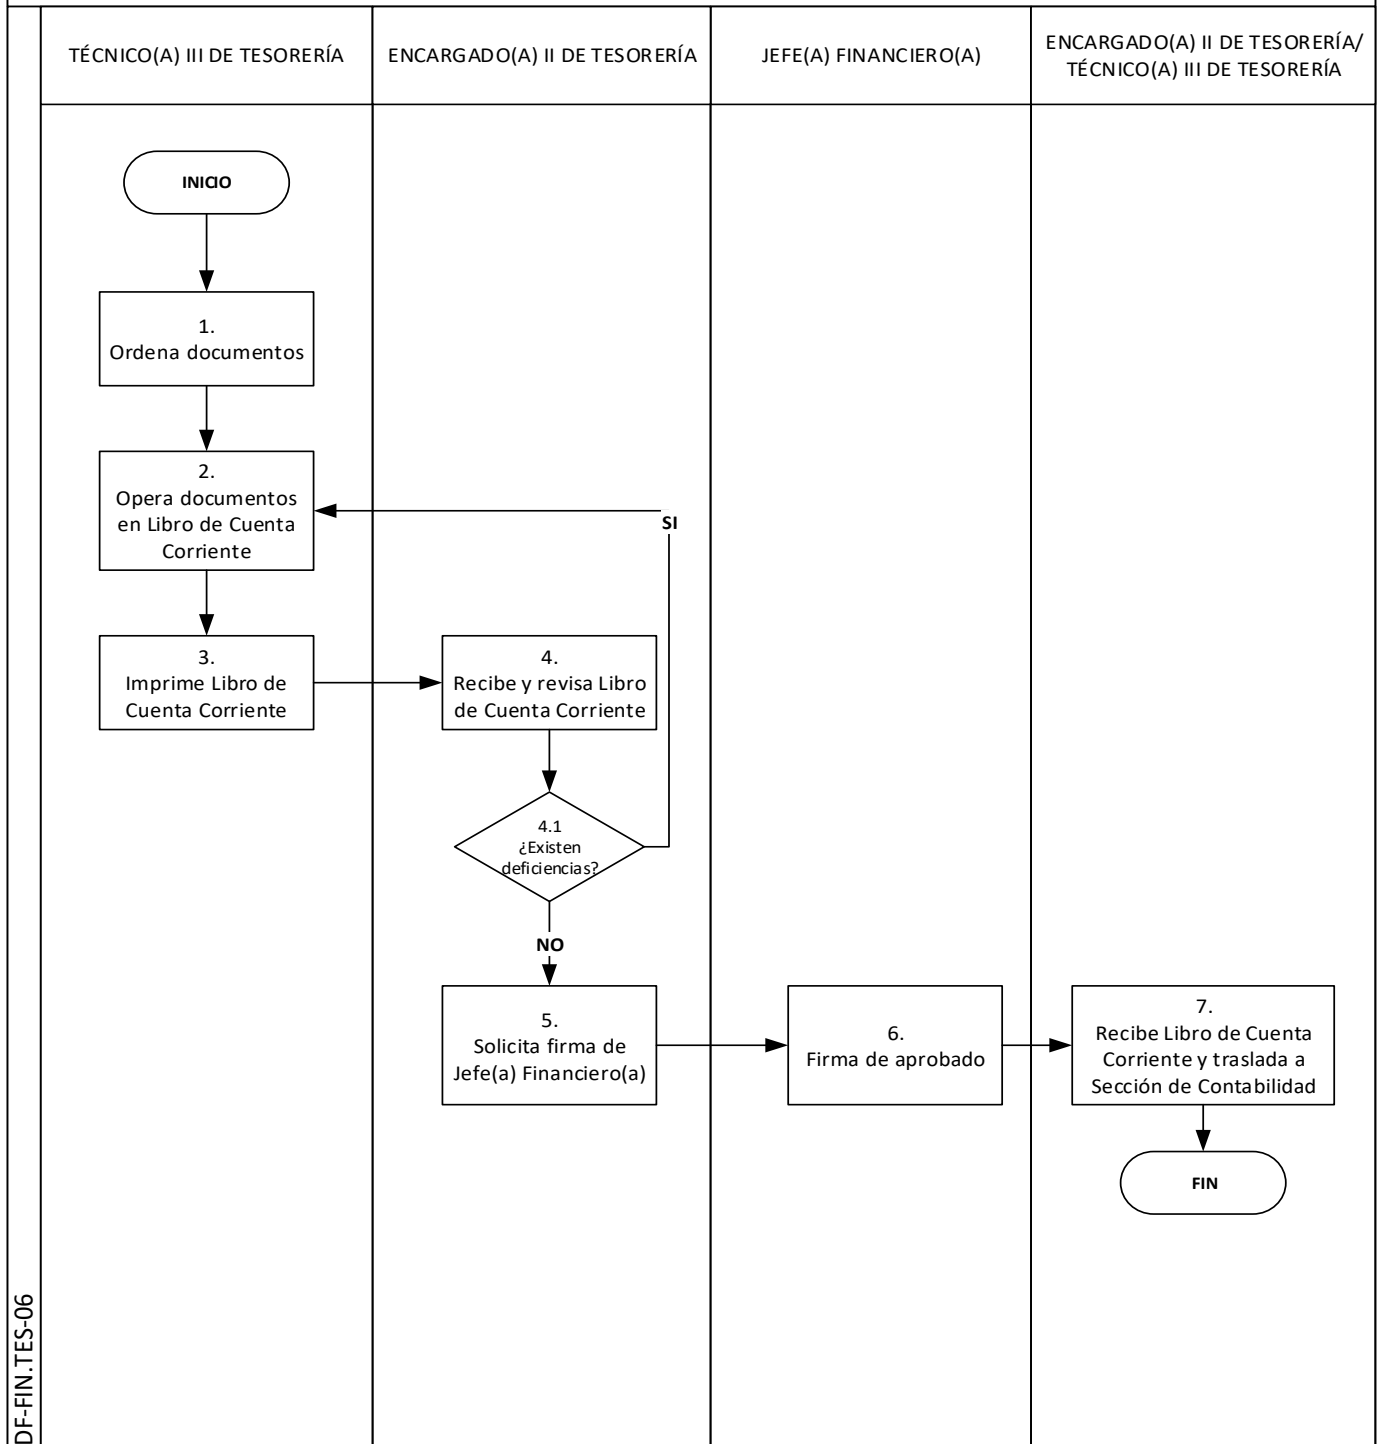 TÉCNICO(A) III DE TESORERÍA
ENCARGADO(A) II DE TESORERÍA
JEFE(A) FINANCIERO(A)
ENCARGADO(A) II DE TESORERÍA/
TÉCNICO(A) III DE TESORERÍA
INICIO
1.
Ordena documentos
2.
Opera documentos
en Libro de Cuenta
Corriente
SI
3.
Imprime Libro de
Cuenta Corriente
4.
Recibe y revisa Libro
de Cuenta Corriente
4.1
¿Existen
deficiencias?
NO
5.
Solicita firma de
Jefe(a) Financiero(a)
6.
Firma de aprobado
7.
Recibe Libro de Cuenta
Corriente y traslada a
Sección de Contabilidad
FIN
DF-FIN.TES-06